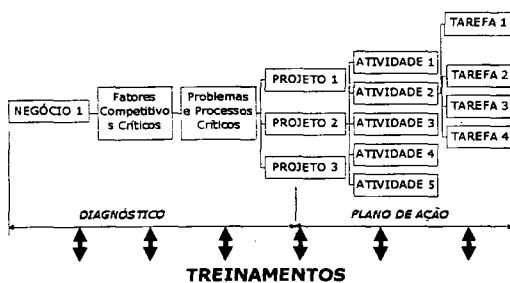 NEGÓCIO 1
Fatores
Competitivo
s Críticos
Problemas
e Processos
Críticos
PROJETO 1
PROJETO 2
PROJETO 3
ATIVIDADE 1
ATIVIDADE 2
ATIVIDADE 3
ATIVIDADE 4
ATIVIDADE 5
TAREFA 1
TAREFA 2
TAREFA 3
TAREFA 4
DIAGNÓSTICO
PLANO DE AÇÃO
TREINAMENTOS